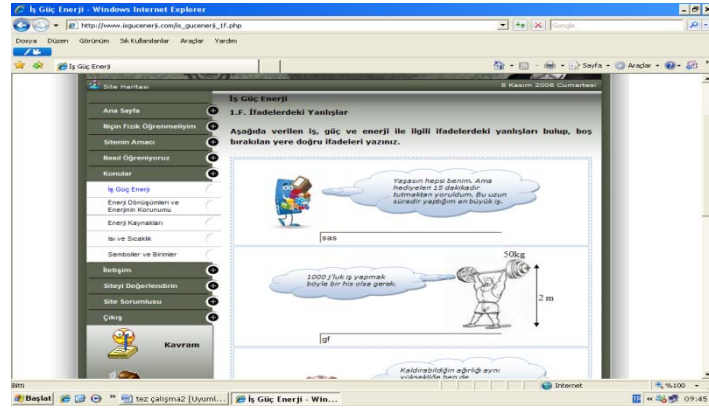 İş Güç Enerji - Windows Internet Explorer
http://www.isgucenerji.com/is_gucenerji_1f.php
Google
Dosya Düzen Görünüm Sık Kullanılanlar Araçlar Yardım
İş Güç Enerji
Sayfa Araçlar
Site Haritası
8 Kasım 2008 Cumartesi
Ana Sayfa
Niçin Fizik Öğrenmeliyim
Sitenin Amacı
Nasıl Öğreniyoruz
Konular
İş Güç Enerji
Enerji Dönüşümleri ve
Enerjinin Korunumu
Enerji Kaynakları
Isı ve Sıcaklık
Semboller ve Birimler
İletişim
Siteyi Değerlendirin
Site Sorumlusu
Çıkış
Kavram
İş Güç Enerji
1.F. İfadelerdeki Yanlışlar
Aşağıda verilen iş, güç ve enerji ile ilgili ifadelerdeki yanlışları bulup, boş
bırakılan yere doğru ifadeleri yazınız.
Yaşasın hepsi benim. Ama
hediyeleri 15 dakikadır
tutmaktan yoruldum. Bu uzun
süredir yaptığım en büyük iş.
sas
50kg
1000 j'luk iş yapmak
böyle bir his olsa gerek.
2 m
gf
Kaldırabildiğin ağırlığı aynı
yüksekliğe hem de
Bitti
Internet
%100
Başlat
tez çalışma2 [Uyuml...
İş Güç Enerji - Win...
09:45